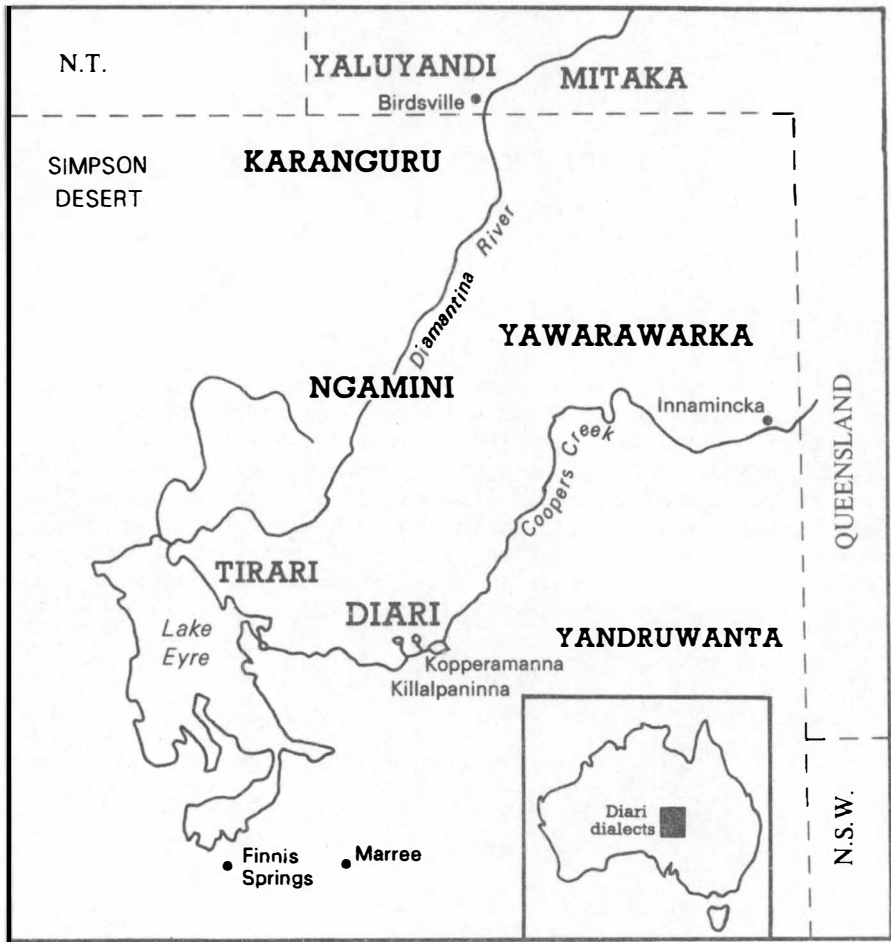 N.T.
YALUYANDI
MITAKA
Birdsville
SIMPSON
DESERT
KARANGURU
Diamantina River
YAWARAWARKA
NGAMINI
Innamincka
Coopers Creek
QUEENSLAND
TIRARI
DIARI
Lake
Eyre
YANDRUWANTA
Kopperamanna
Killalpaninna
Diari
dialects
N.S.W.
Finnis
Springs
Marree